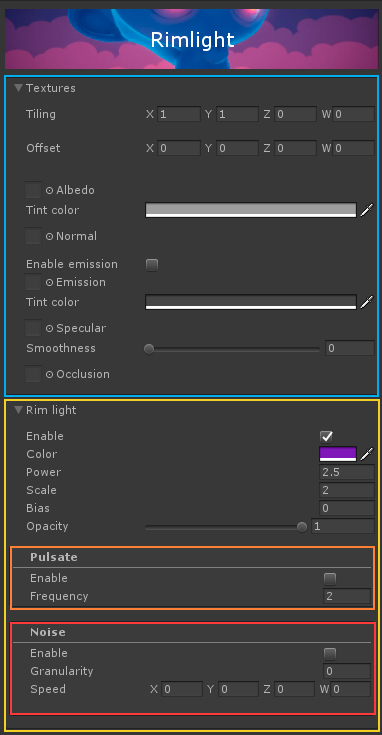 Rimlight
Textures
Tiling X 1 Y 1 Z 0 W 0
Offset X 0 Y 0 Z 0 W 0
Albedo
Tint color
Normal
Enable emission
Emission
Tint color
Specular
Smoothness 0
Occlusion
Rim light
Enable
Color
Power 2.5
Scale 2
Bias 0
Opacity 1
Pulsate
Enable
Frequency 2
Noise
Enable
Granularity 0
Speed X 0 Y 0 Z 0 W 0